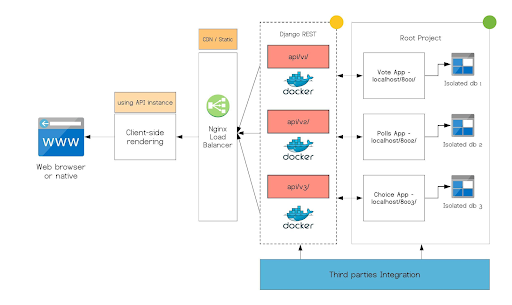 CDN / Static
Django REST
Root Project
api/v1/
docker
Vote App -
localhost/8001/
Isolated db 1
using API instance
Client-side
rendering
Nginx
Load
Balancer
api/v2/
docker
Polls App -
localhost/8002/
Isolated db 2
WWW
Web browser
or native
api/v3/
docker
Choice App -
localhost/8003/
Isolated db 3
Third parties Integration